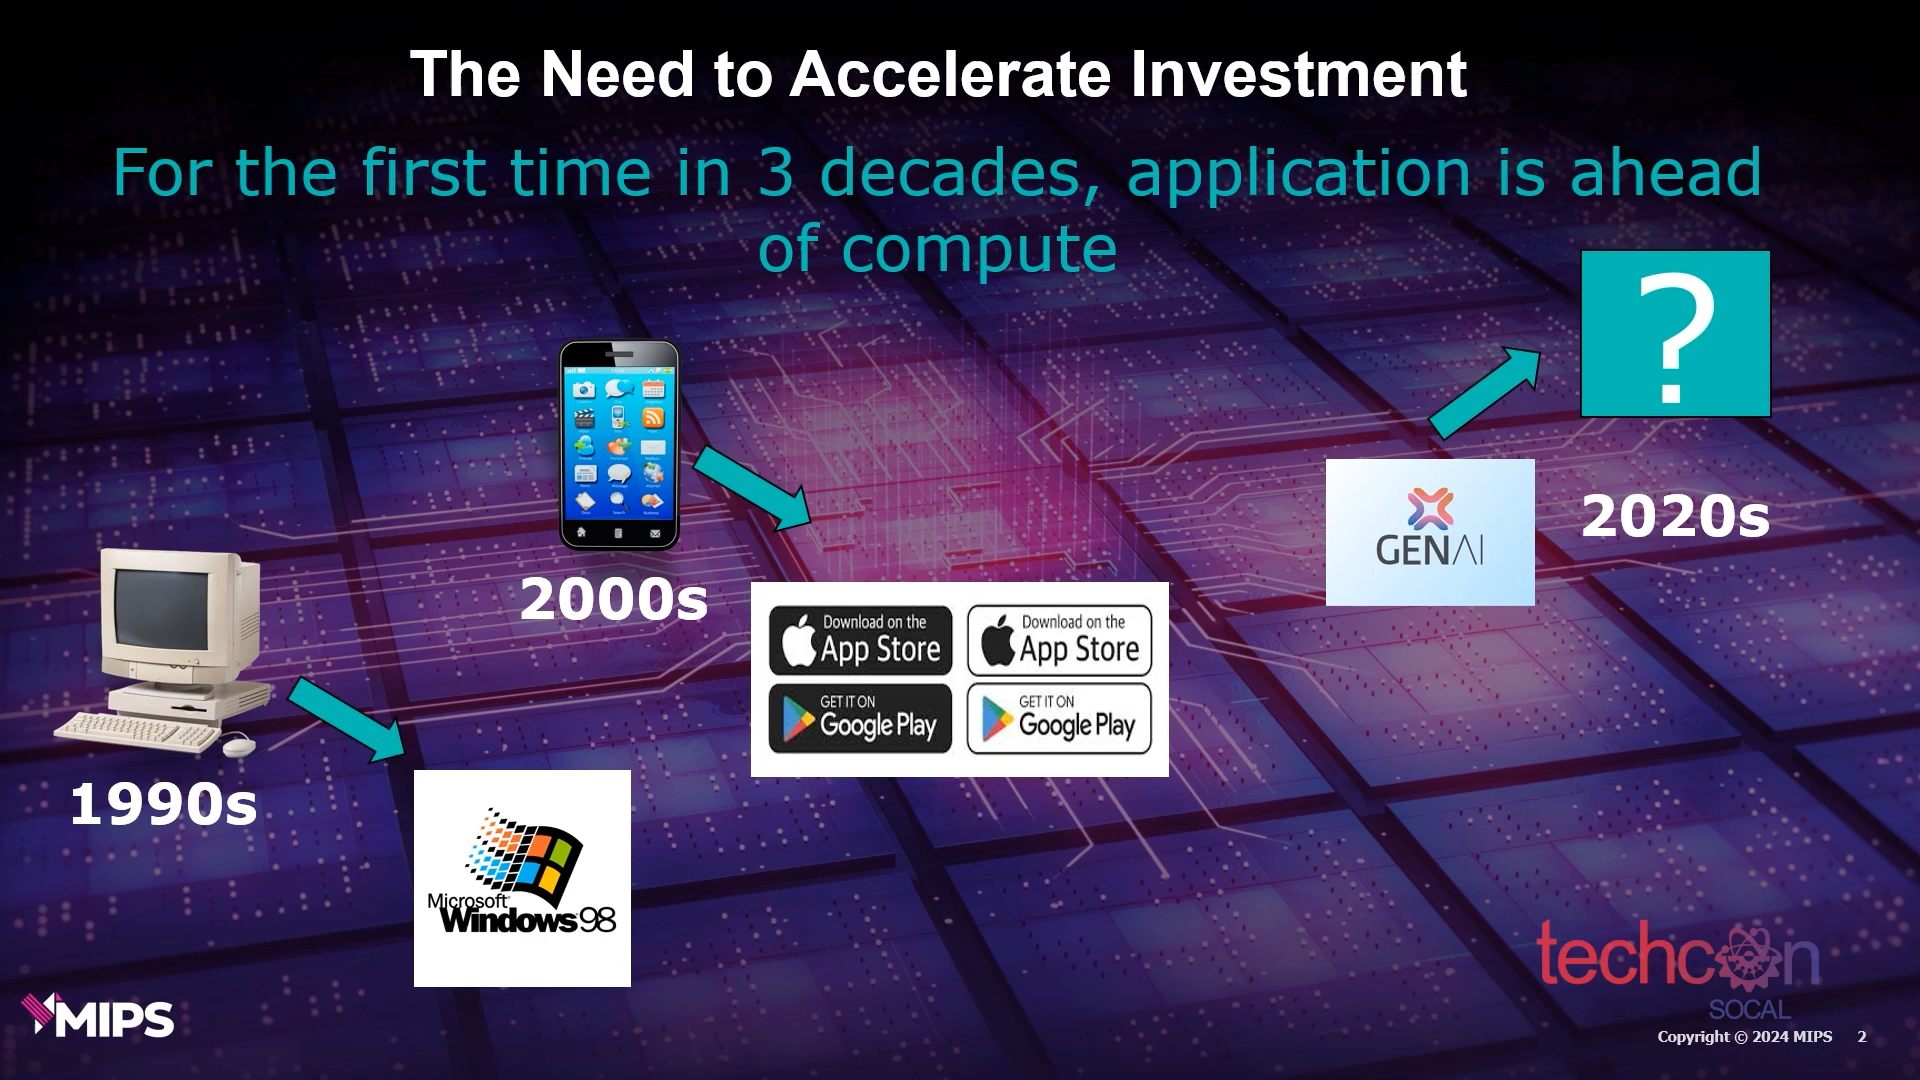 The Need to Accelerate Investment
For the first time in 3 decades, application is ahead
of compute
?
2020s
GENAI
2000s
Download on the
App Store
Download on the
App Store
GET IT ON
Google Play
GET IT ON
Google Play
1990s
Microsoft
Windows 98
techcon
SOCAL
MIPS
Copyright © 2024 MIPS 2